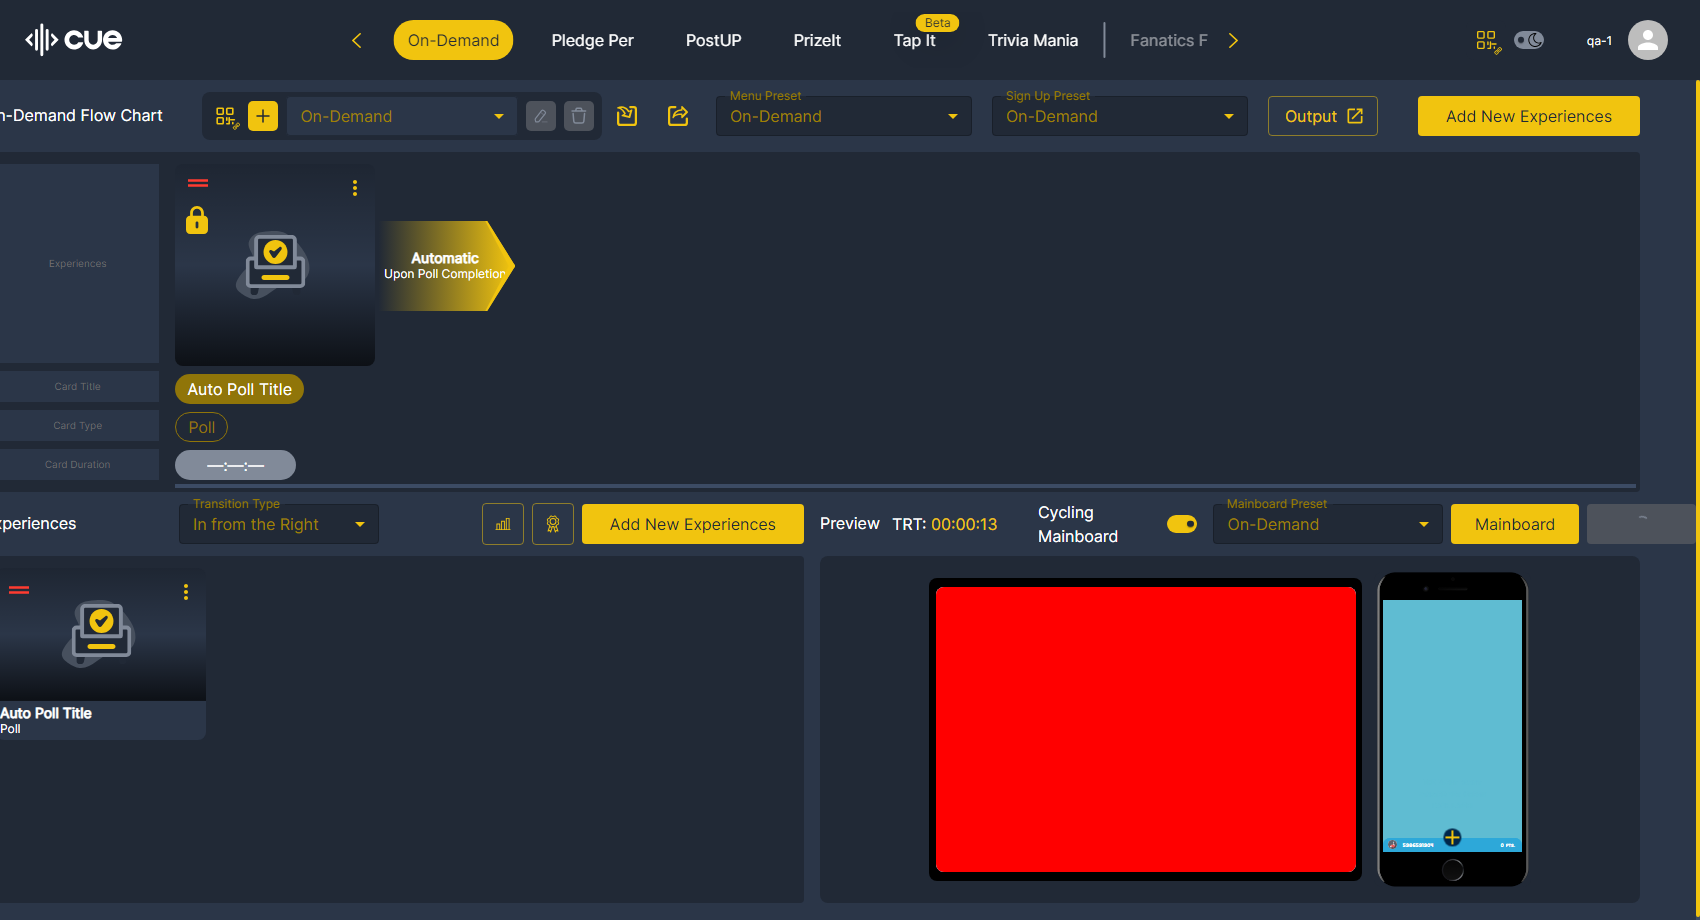 cue
On-Demand
Pledge Per
PostUP
PrizeIt
Beta
Tap It
Trivia Mania
Fanatics F
qa-1
n-Demand Flow Chart
On-Demand
Menu Preset
On-Demand
Sign Up Preset
On-Demand
Output
Add New Experiences
Experiences
Automatic
Upon Poll Completion
Card Title
Auto Poll Title
Card Type
Poll
Card Duration
—:—:—
xperiences
Transition Type
In from the Right
Add New Experiences
Preview
TRT: 00:00:13
Cycling
Mainboard
Mainboard Preset
On-Demand
Mainboard
Auto Poll Title
Poll
0 PTS.